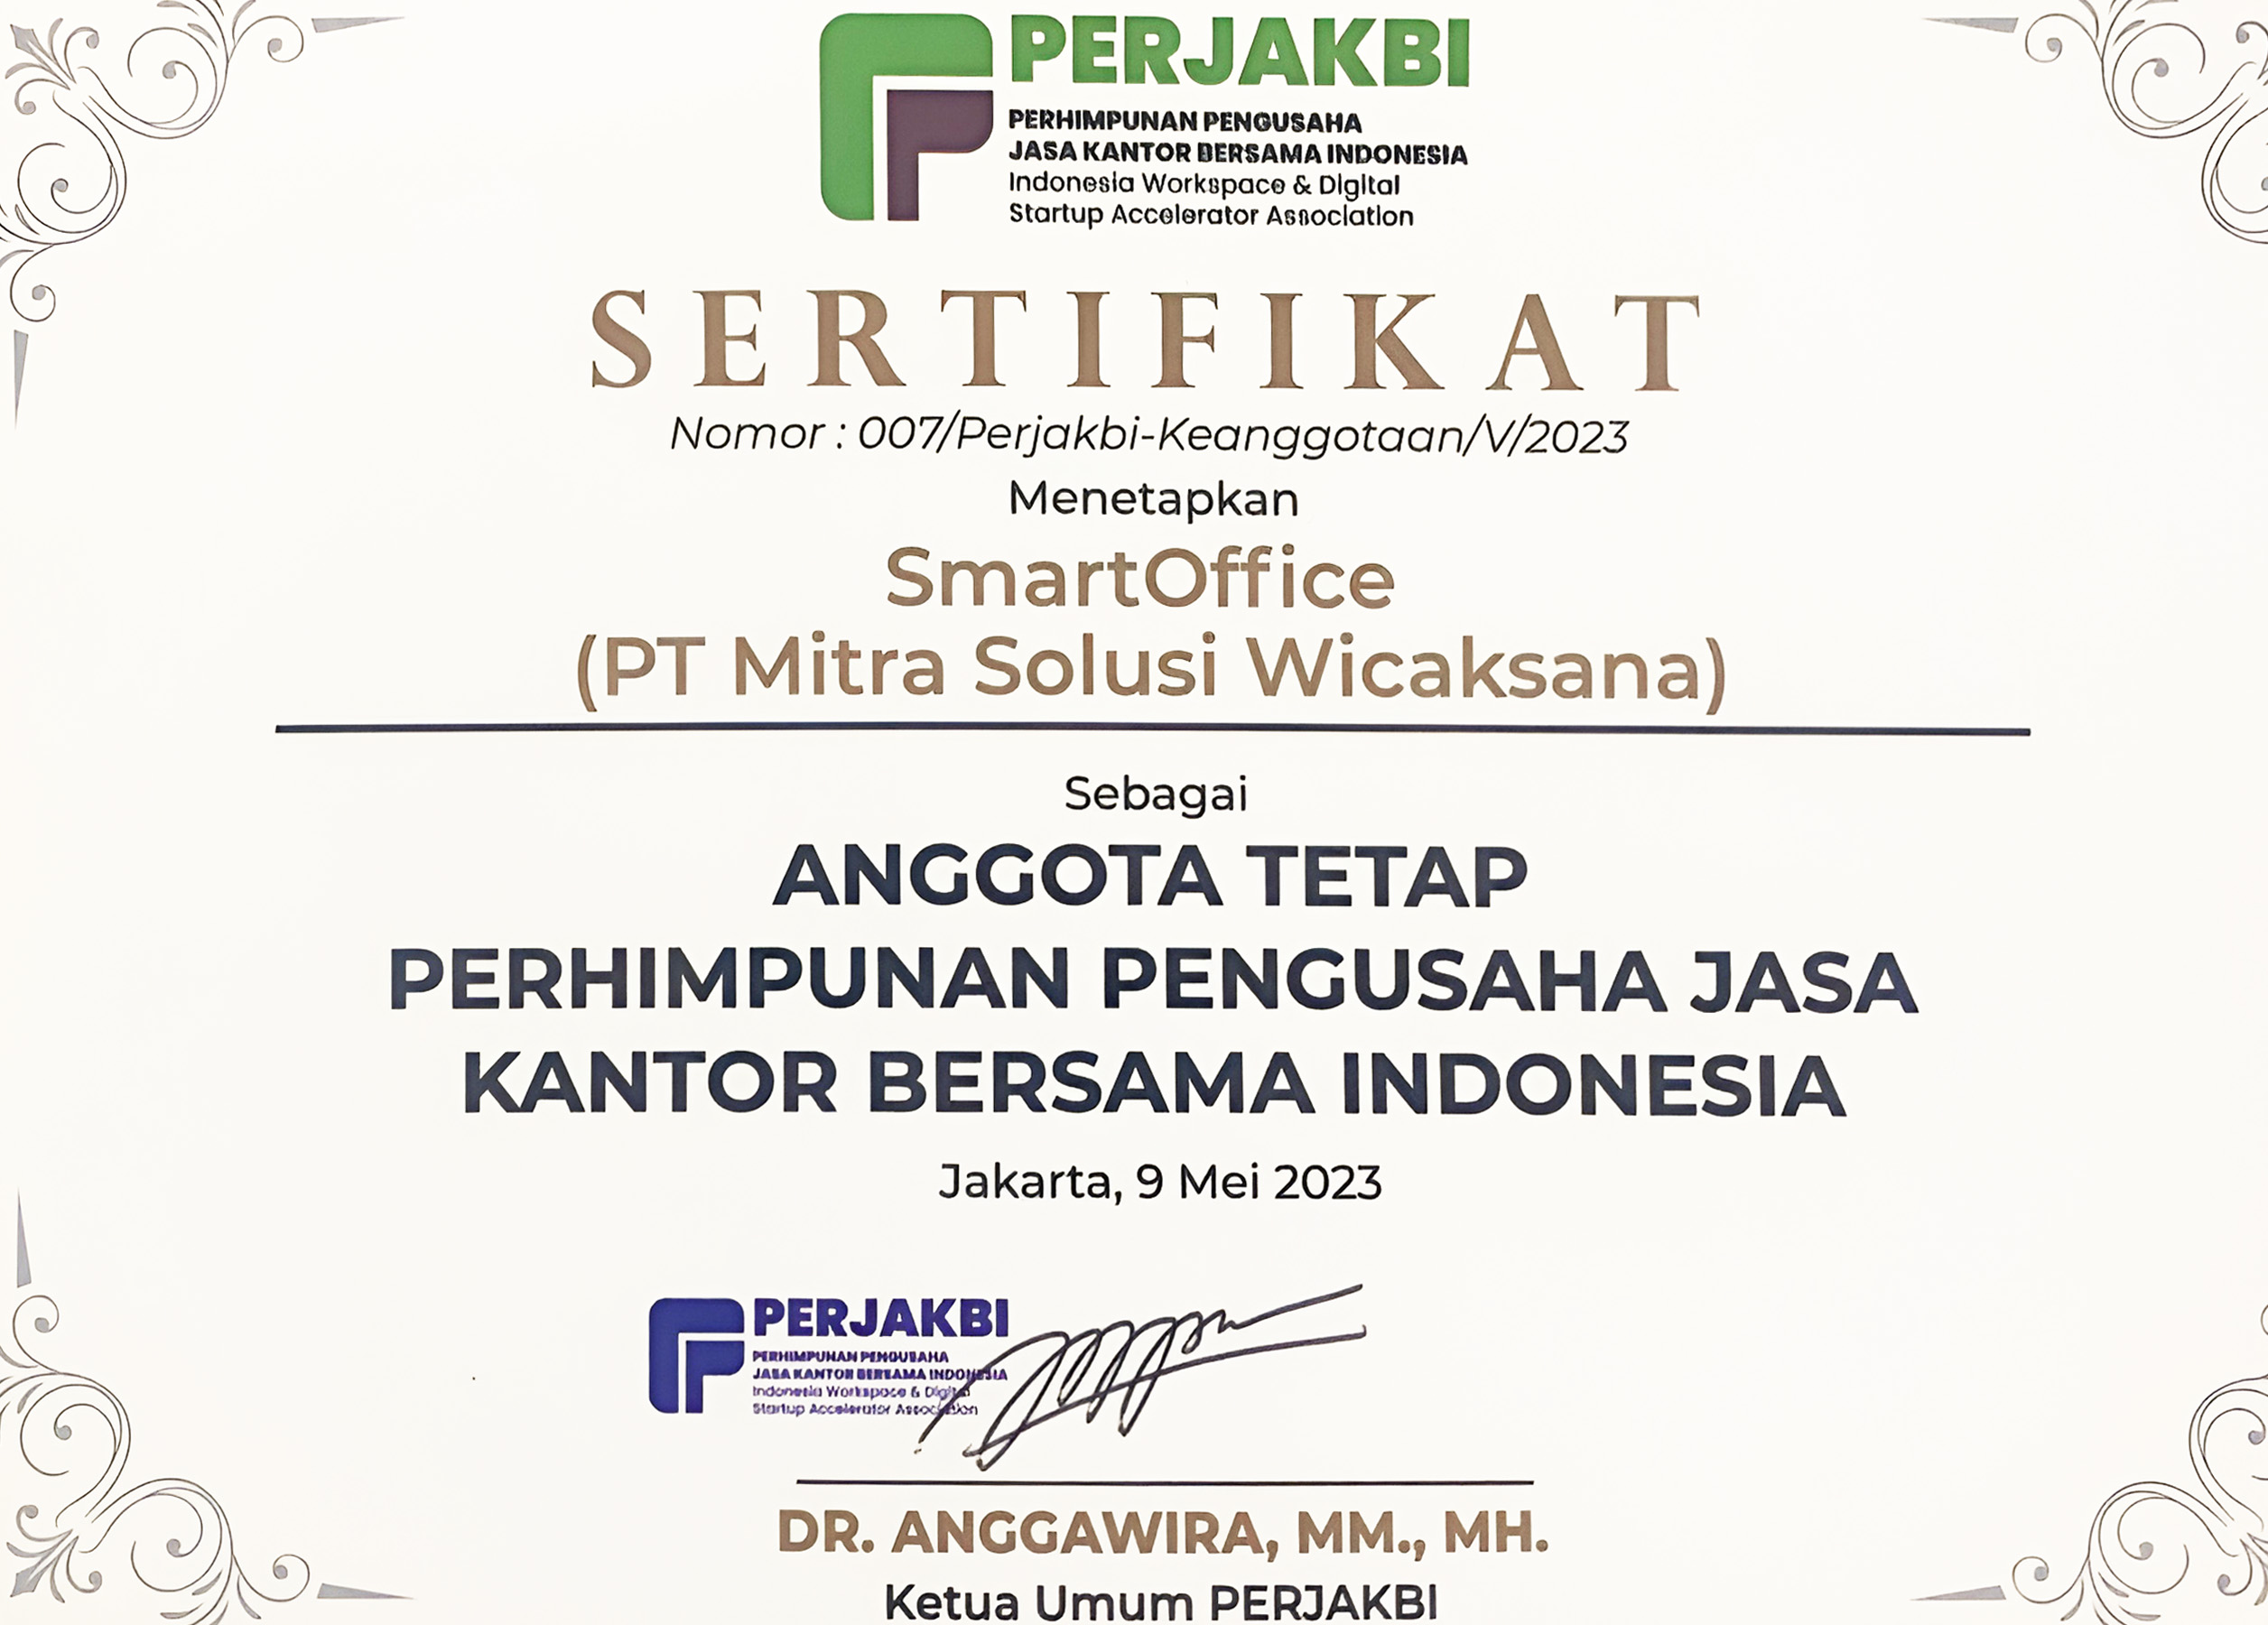 PERJAKBI
PERHIMPUNAN PENGUSAHA
JASA KANTOR BERSAMA INDONESIA
Indonesia Workspace & Digital
Startup Accelerator Association
SERTIFIKAT
Nomor : 007/Perjakbi-Keanggotaan/V/2023
Menetapkan
SmartOffice
(PT Mitra Solusi Wicaksana)
Sebagai
ANGGOTA TETAP
PERHIMPUNAN PENGUSAHA JASA
KANTOR BERSAMA INDONESIA
Jakarta, 9 Mei 2023
PERJAKBI
PERHIMPUNAN PENGUSAHA
JASA KANTOR BERSAMA INDONESIA
Indonesia Workspace & Digital
Startup Accelerator Association
DR. ANGGAWIRA, MM., MH.
Ketua Umum PERJAKBI